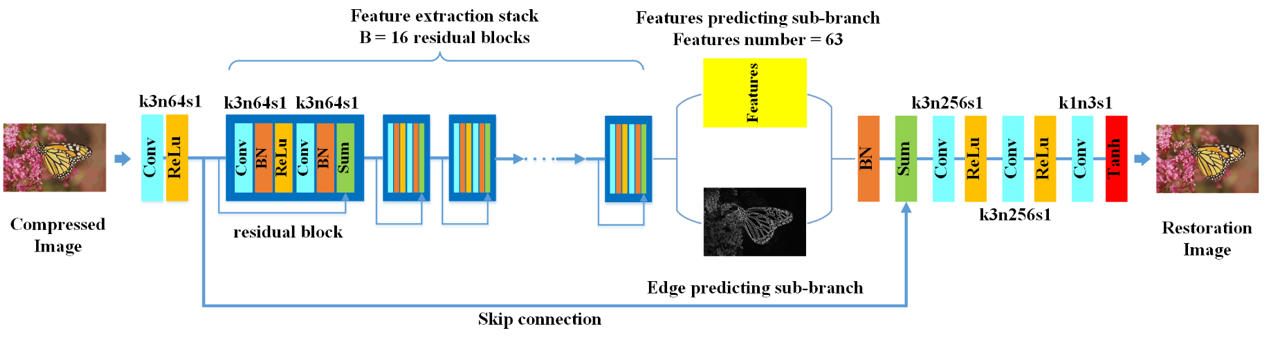 Feature extraction stack
B = 16 residual blocks
Features predicting sub-branch
Features number = 63
k3n64s1
k3n64s1
k3n64s1
k3n256s1
k1n3s1
Conv
ReLu
Conv
BN
ReLu
Conv
BN
Sum
Features
BN
Sum
Conv
ReLu
Conv
ReLu
Conv
Tanh
k3n256s1
Compressed
Image
residual block
Restoration
Image
Edge predicting sub-branch
Skip connection